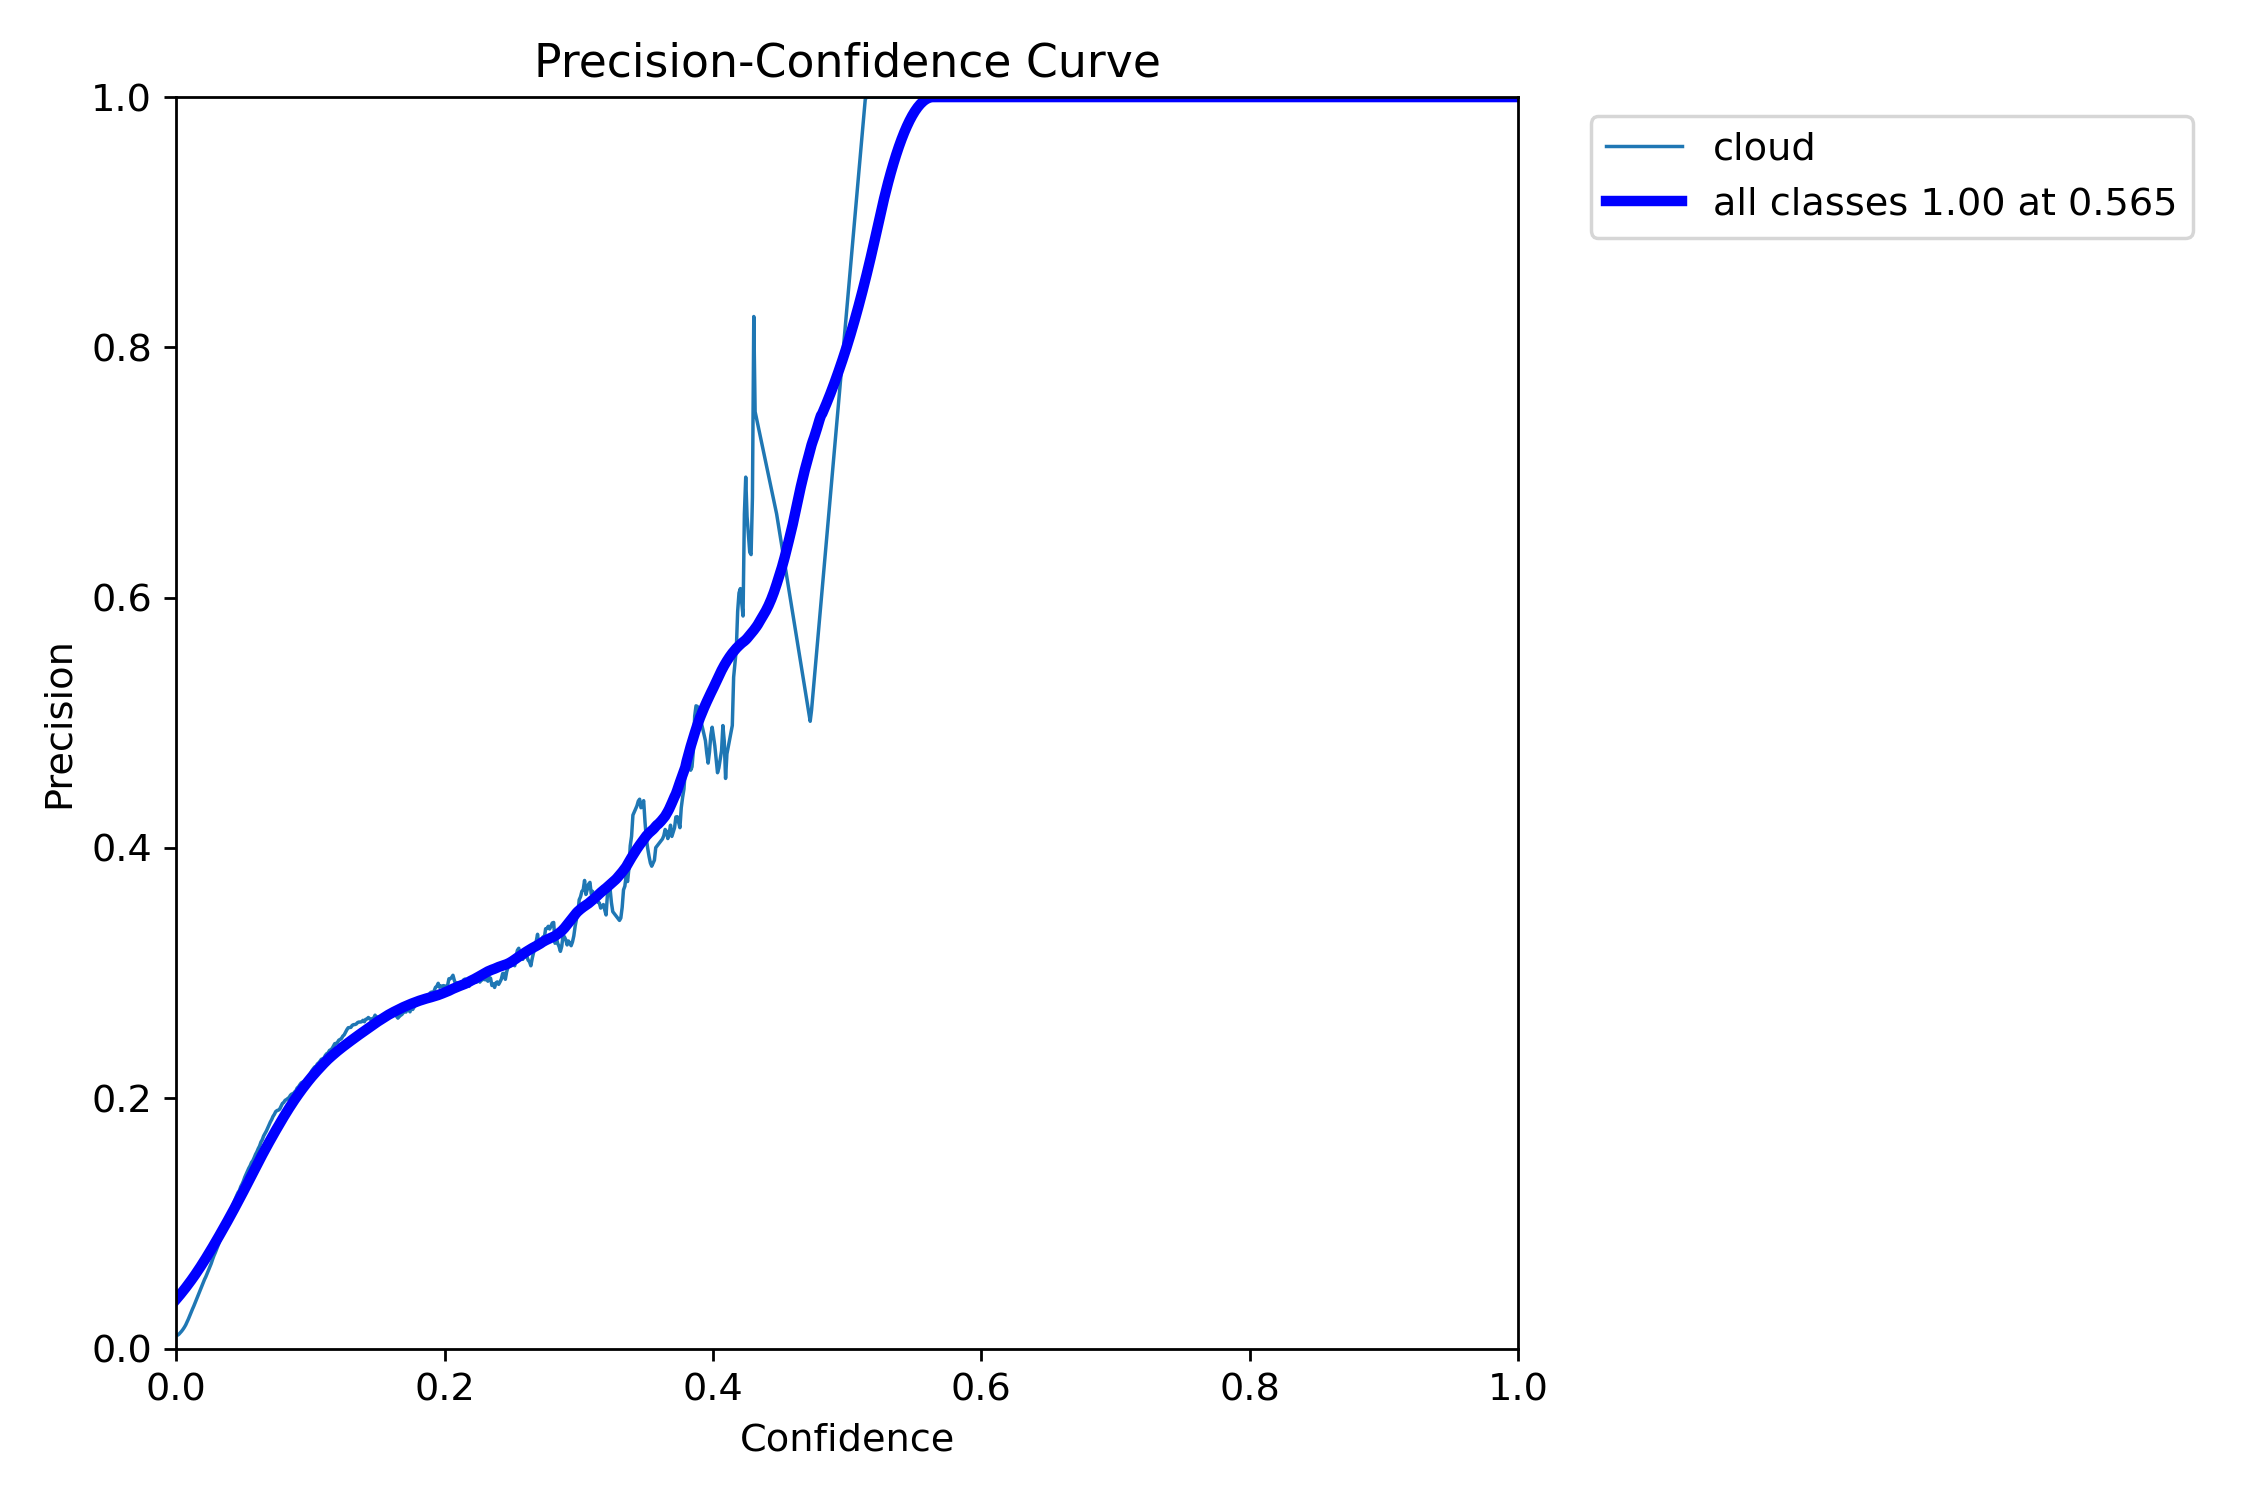 Precision-Confidence Curve
1.0
0.8
0.6
0.4
0.2
0.0
Precision
0.0 0.2 0.4 0.6 0.8 1.0
Confidence
cloud
all classes 1.00 at 0.565